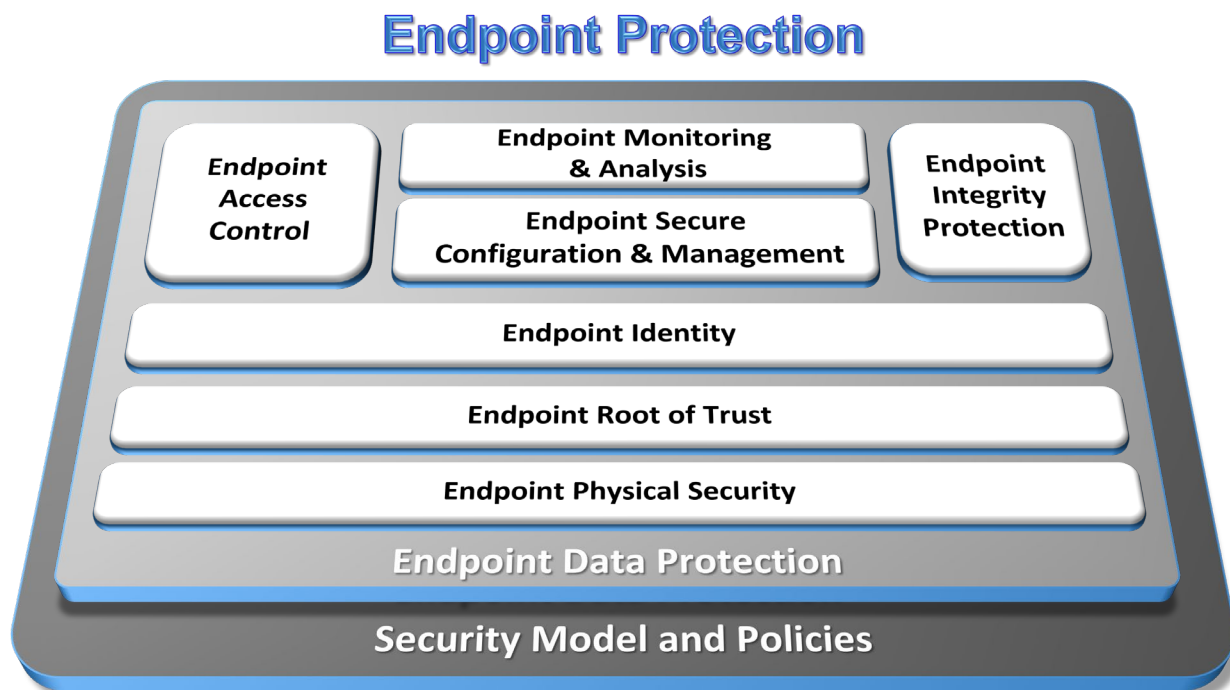 Endpoint Protection
Endpoint
Access
Control
Endpoint Monitoring
& Analysis
Endpoint Secure
Configuration & Management
Endpoint
Integrity
Protection
Endpoint Identity
Endpoint Root of Trust
Endpoint Physical Security
Endpoint Data Protection
Security Model and Policies